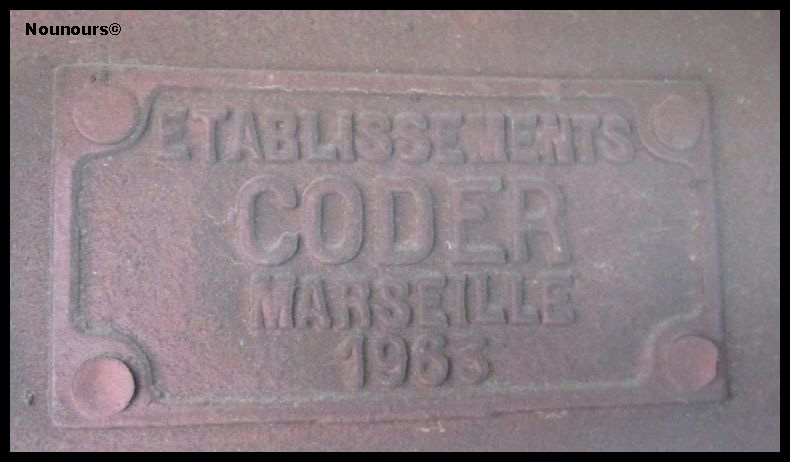 Nounours©
ETABLISSEMENTS
CODER
MARSEILLE
1963